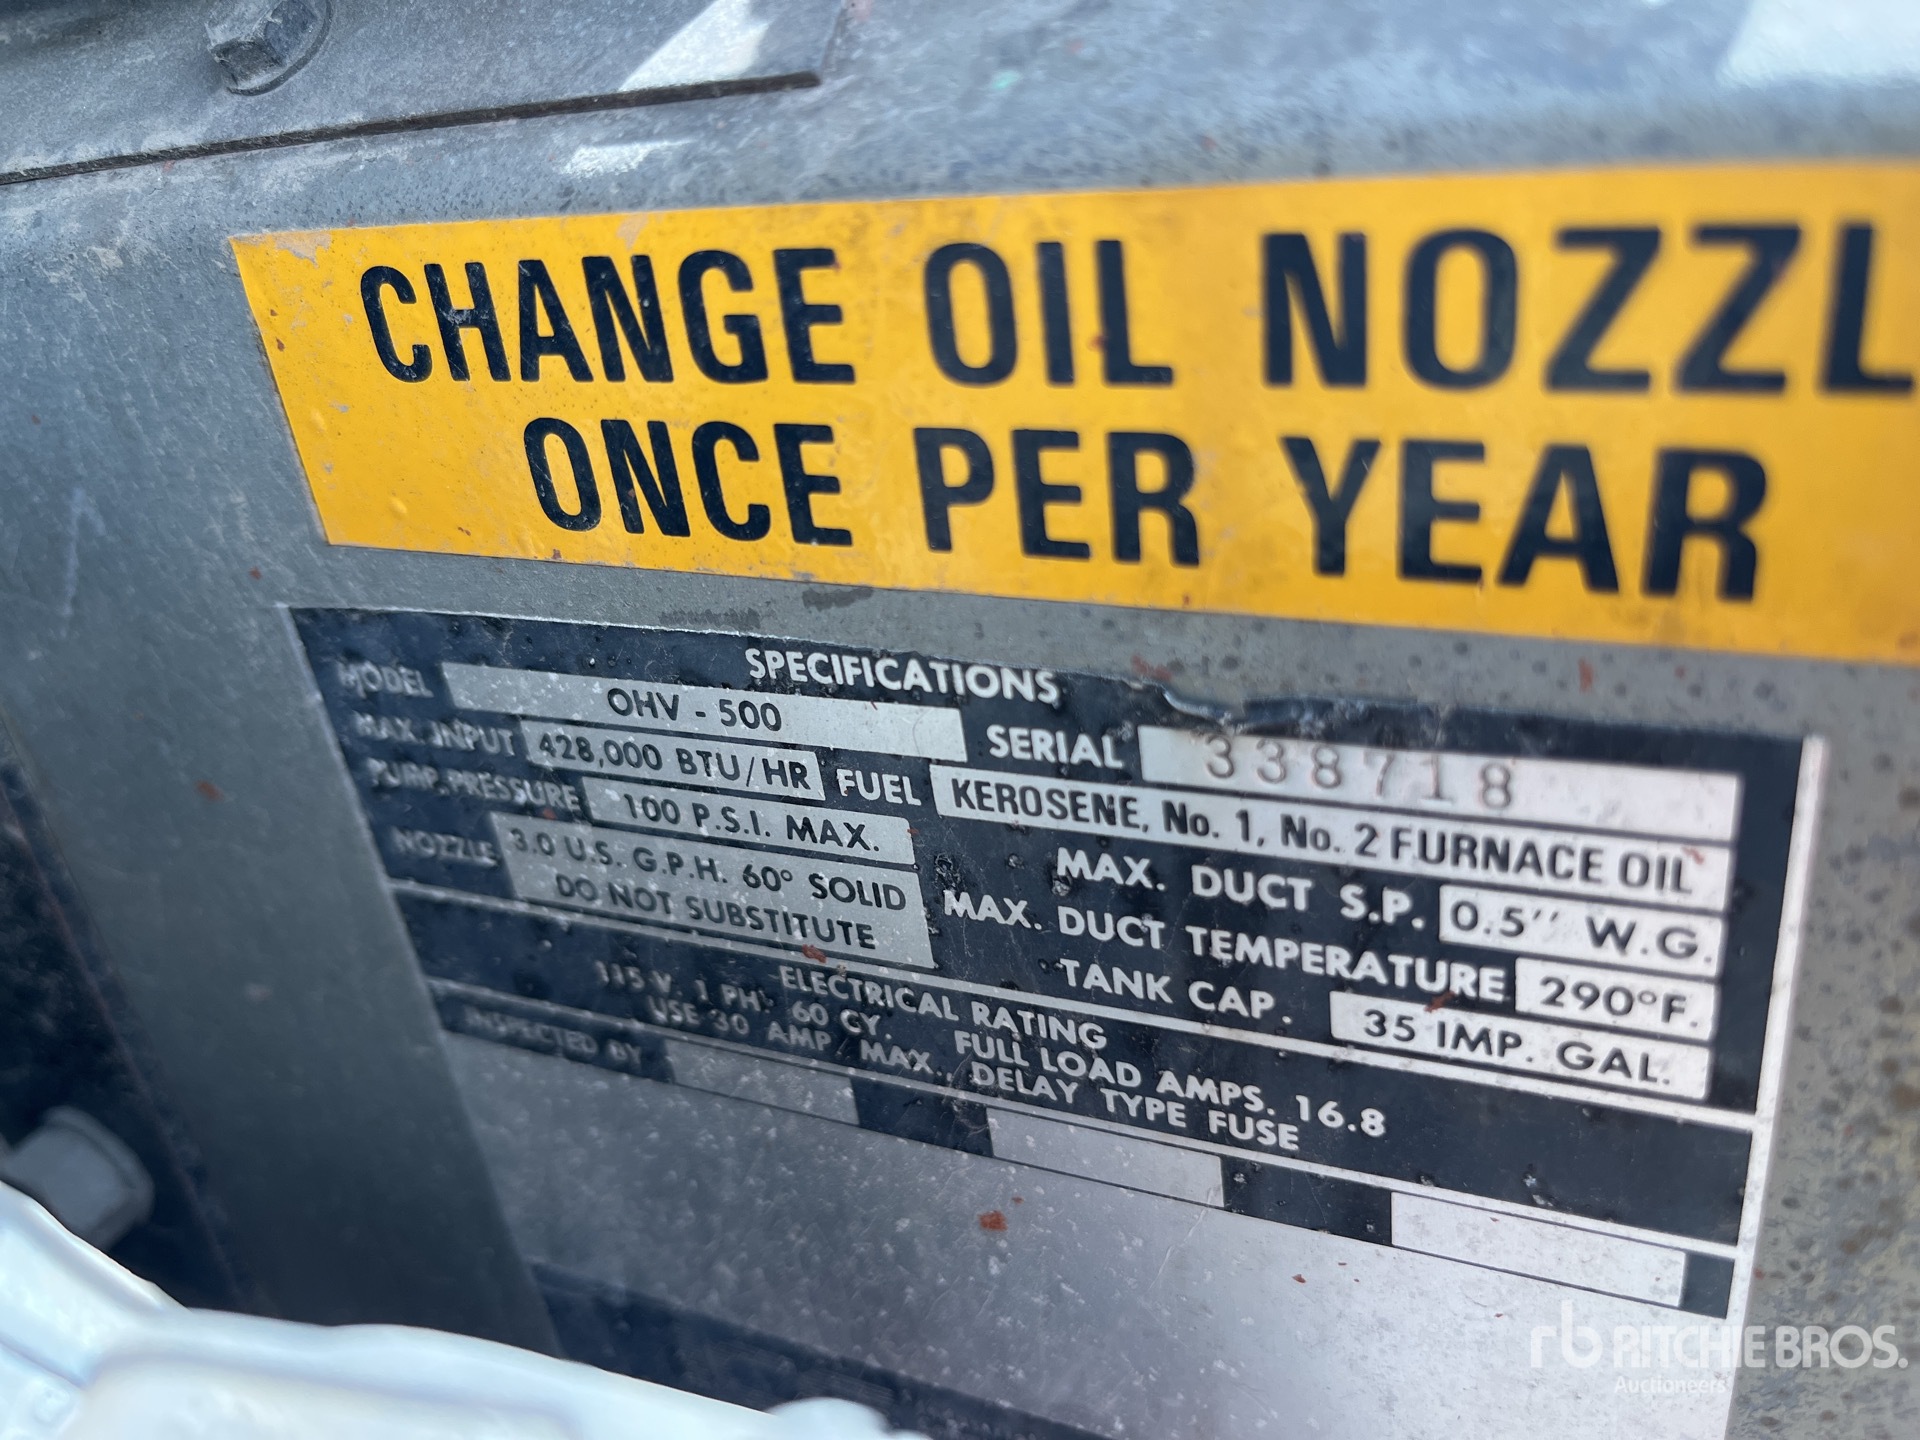 CHANGE OIL NOZZL
ONCE PER YEAR
SPECIFICATIONS
MODEL OHV - 500 SERIAL 338718
MAX. INPUT 428,000 BTU/HR FUEL KEROSENE, No. 1, No. 2 FURNACE OIL
PUMP. PRESSURE 100 P.S.I. MAX. MAX. DUCT S.P. 0.5" W.G.
NOZZLE 3.0 U.S. G.P.H. 60° SOLID MAX. DUCT TEMPERATURE 290°F.
DO NOT SUBSTITUTE TANK CAP. 35 IMP. GAL.
ELECTRICAL RATING
115 V. 1 PH. 60 CY. FULL LOAD AMPS. 16.8
USE 30 AMP. MAX., DELAY TYPE FUSE
INSPECTED BY
rb RITCHIE BROS.
Auctioneers